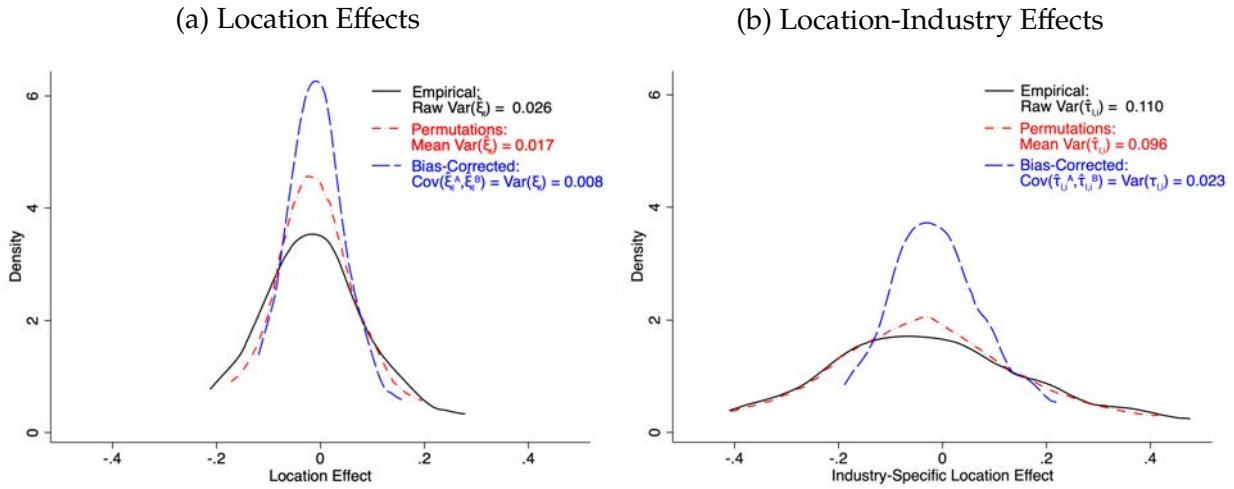 (a) Location Effects
(b) Location-Industry Effects
Empirical:
Raw Var(ξ̂ₗ) = 0.026
Permutations:
Mean Var(ξ̂ₗ) = 0.017
Bias-Corrected:
Cov(ξ̂ₗᴬ,ξ̂ₗᴮ) = Var(ξₗ) = 0.008
6
4
2
0
Density
-.4
-.2
0
.2
.4
Location Effect
Empirical:
Raw Var(τ̂ₗ,ᵢ) = 0.110
Permutations:
Mean Var(τ̂ₗ,ᵢ) = 0.096
Bias-Corrected:
Cov(τ̂ₗ,ᵢᴬ,τ̂ₗ,ᵢᴮ) = Var(τₗ,ᵢ) = 0.023
6
4
2
0
Density
-.4
-.2
0
.2
.4
Industry-Specific Location Effect